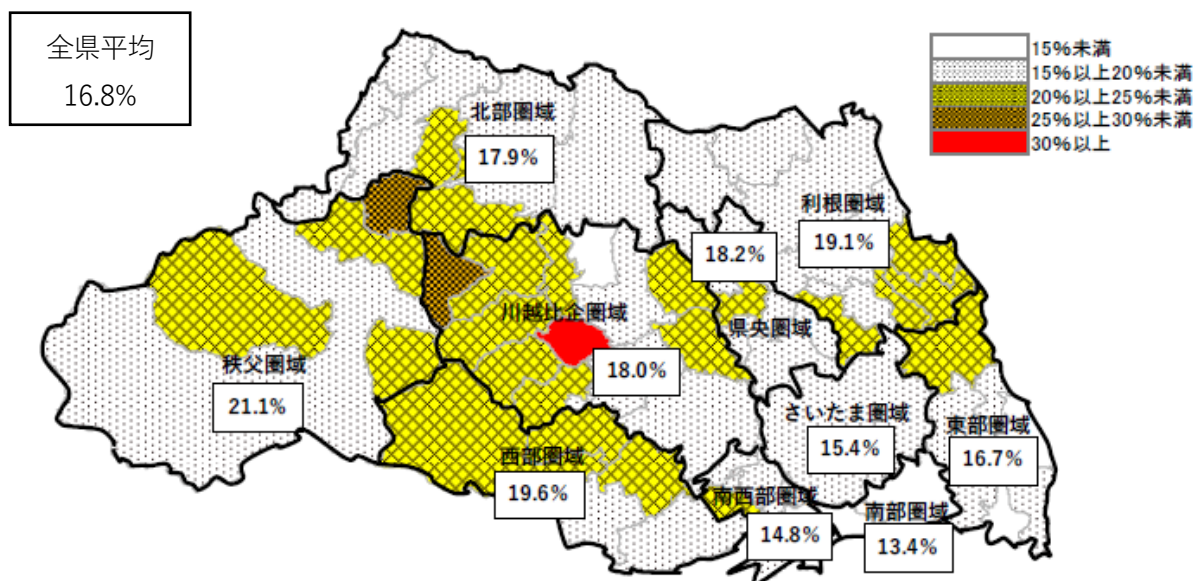 全県平均
16.8%
15%未満
15%以上20%未満
20%以上25%未満
25%以上30%未満
30%以上
北部圏域
17.9%
利根圏域
19.1%
18.2%
県央圏域
川越比企圏域
18.0%
秩父圏域
21.1%
さいたま圏域
15.4%
東部圏域
16.7%
西部圏域
19.6%
南西部圏域
14.8%
南部圏域
13.4%